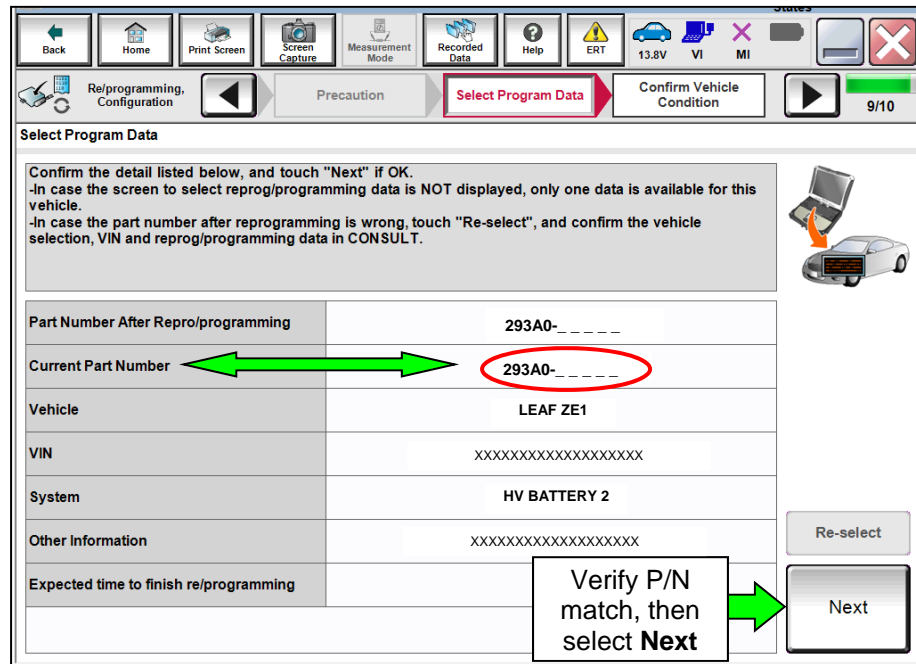 States
Back
Home
Print Screen
Screen
Capture
Measurement
Mode
Recorded
Data
Help
ERT
13.8V
VI
MI
Re/programming,
Configuration
Precaution
Select Program Data
Confirm Vehicle
Condition
9/10
Select Program Data
Confirm the detail listed below, and touch "Next" if OK.
-In case the screen to select reprog/programming data is NOT displayed, only one data is available for this
vehicle.
-In case the part number after reprogramming is wrong, touch "Re-select", and confirm the vehicle
selection, VIN and reprog/programming data in CONSULT.
Part Number After Repro/programming
293A0-_ _ _ _ _
Current Part Number
293A0-_ _ _ _ _
Vehicle
LEAF ZE1
VIN
XXXXXXXXXXXXXXXXXXX
System
HV BATTERY 2
Other Information
XXXXXXXXXXXXXXXXXXX
Expected time to finish re/programming
Re-select
Verify P/N
match, then
select Next
Next